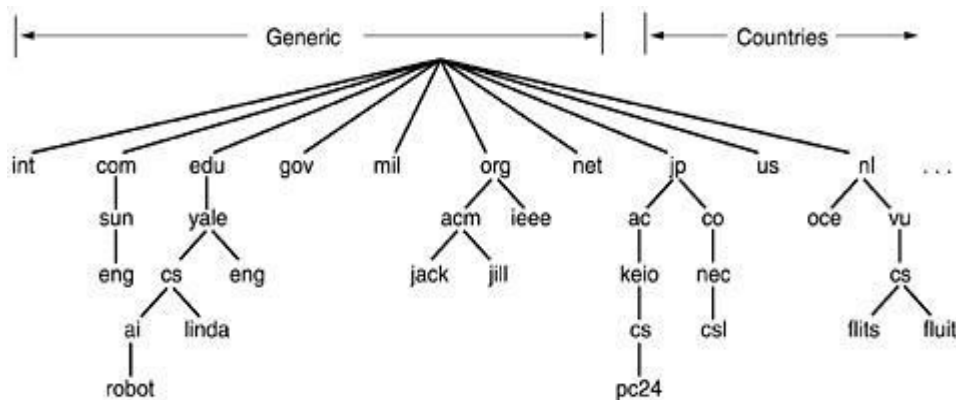 Generic Countries
int com edu gov mil org net jp us nl . . .
sun yale acm ieee ac co oce vu
eng cs eng jack jill keio nec cs
ai linda cs csl flits fluit
robot pc24